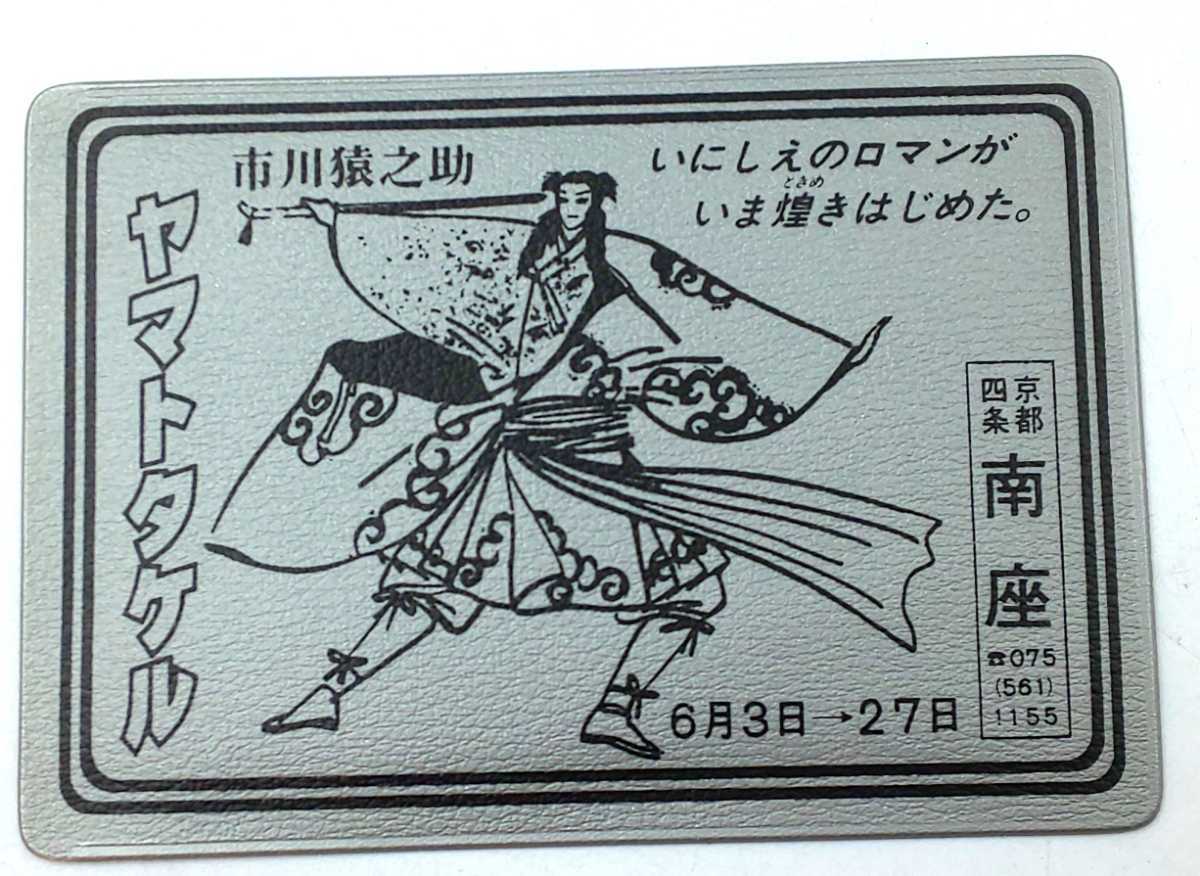 市川猿之助
いにしえのロマンが
ときめ
いま煌きはじめた。
ヤマトタケル
京都
四条
南座
☎075
(561)
1155
6月3日→27日